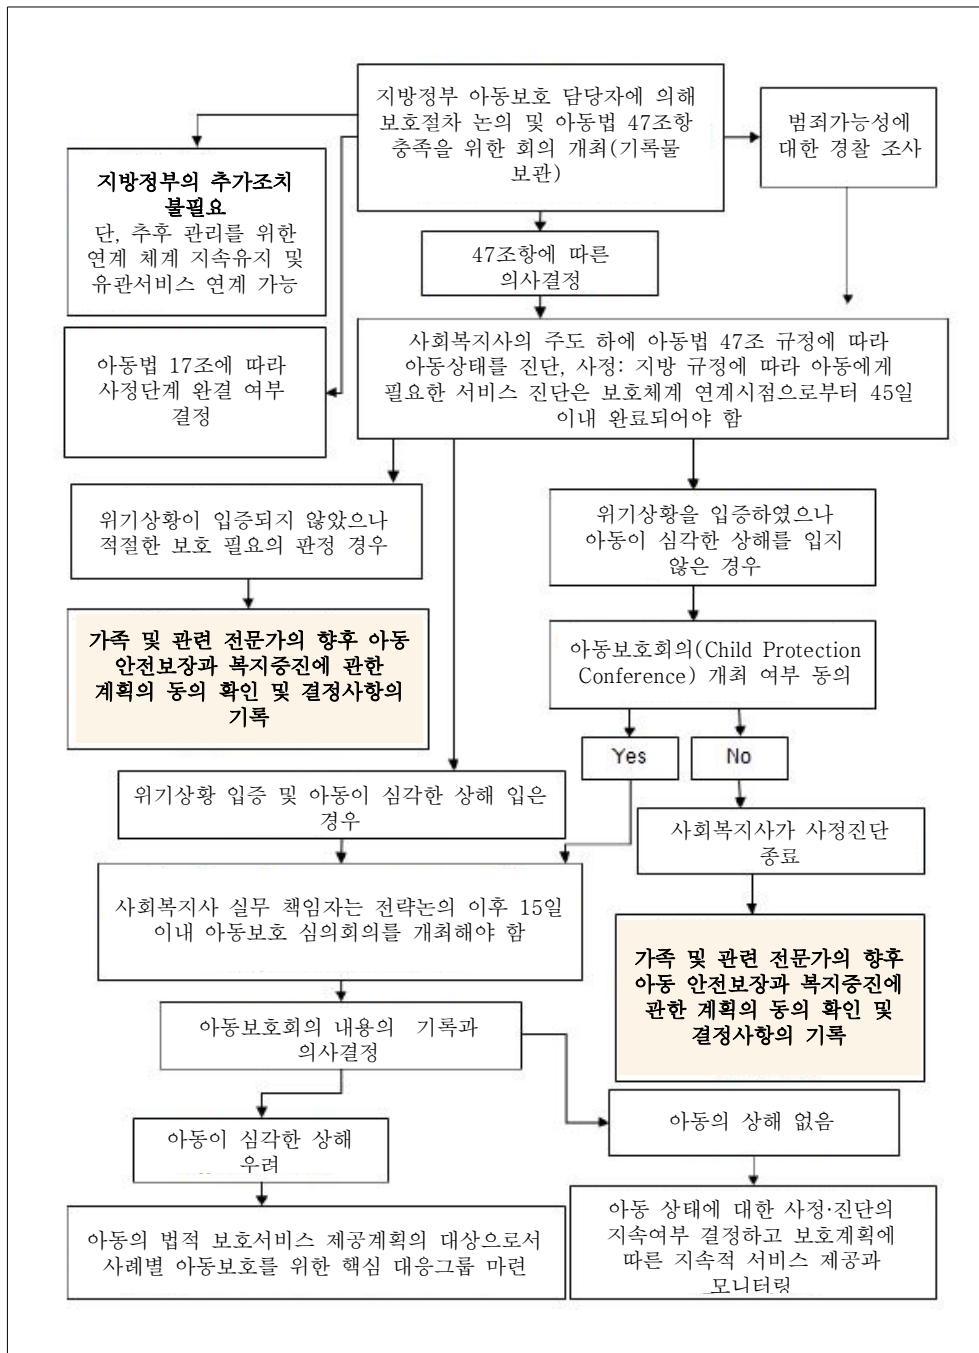 지방정부 아동보호 담당자에 의해
보호절차 논의 및 아동법 47조항
충족을 위한 회의 개최(기록물
보관)
범죄가능성에
대한 경찰 조사
지방정부의 추가조치
불필요
단, 추후 관리를 위한
연계 체계 지속유지 및
유관서비스 연계 가능
47조항에 따른
의사결정
아동법 17조에 따라
사정단계 완결 여부
결정
사회복지사의 주도 하에 아동법 47조 규정에 따라
아동상태를 진단, 사정: 지방 규정에 따라 아동에게
필요한 서비스 진단은 보호체계 연계시점으로부터 45일
이내 완료되어야 함
위기상황이 입증되지 않았으나
적절한 보호 필요의 판정 경우
위기상황을 입증하였으나
아동이 심각한 상해를 입지
않은 경우
가족 및 관련 전문가의 향후 아동
안전보장과 복지증진에 관한
계획의 동의 확인 및 결정사항의
기록
아동보호회의(Child Protection
Conference) 개최 여부 동의
Yes
No
위기상황 입증 및 아동이 심각한 상해 입은
경우
사회복지사가 사정진단
종료
사회복지사 실무 책임자는 전략논의 이후 15일
이내 아동보호 심의회의를 개최해야 함
가족 및 관련 전문가의 향후
아동 안전보장과 복지증진에
관한 계획의 동의 확인 및
결정사항의 기록
아동보호회의 내용의 기록과
의사결정
아동의 상해 없음
아동이 심각한 상해
우려
아동의 법적 보호서비스 제공계획의 대상으로서
사례별 아동보호를 위한 핵심 대응그룹 마련
아동 상태에 대한 사정·진단의
지속여부 결정하고 보호계획에
따른 지속적 서비스 제공과
모니터링